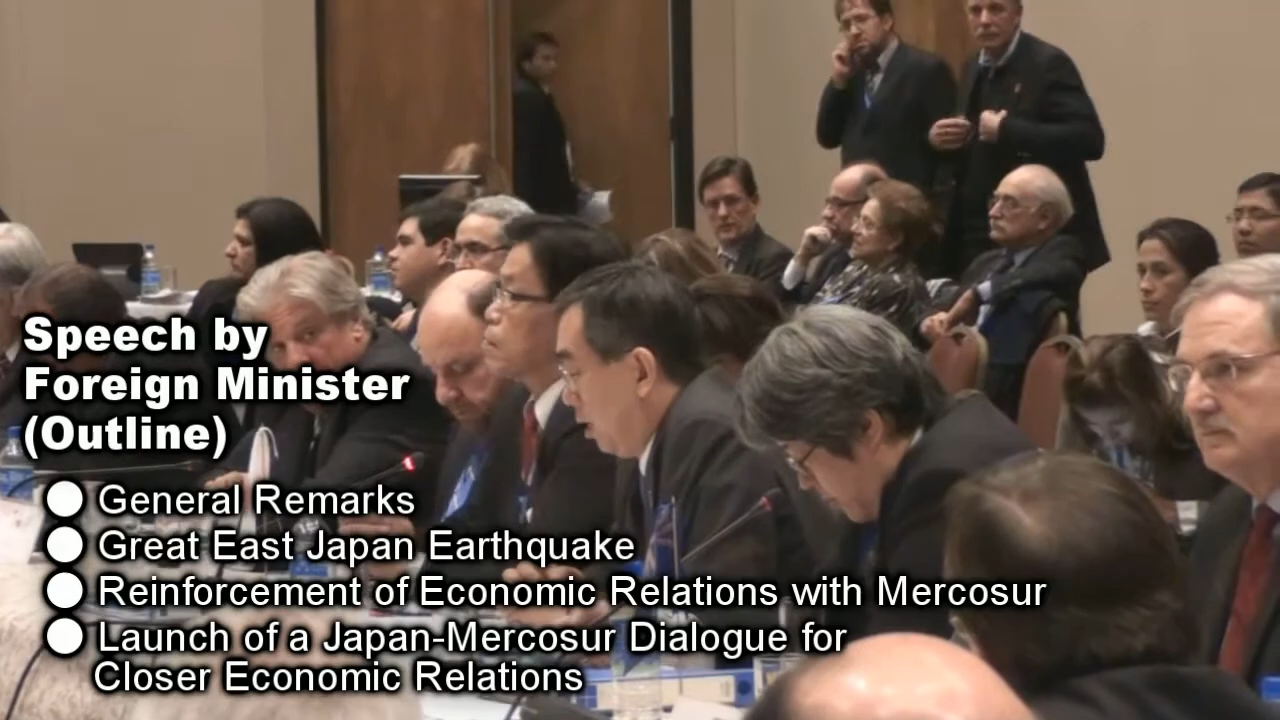 Speech by
Foreign Minister
(Outline)
● General Remarks
● Great East Japan Earthquake
● Reinforcement of Economic Relations with Mercosur
● Launch of a Japan-Mercosur Dialogue for
Closer Economic Relations